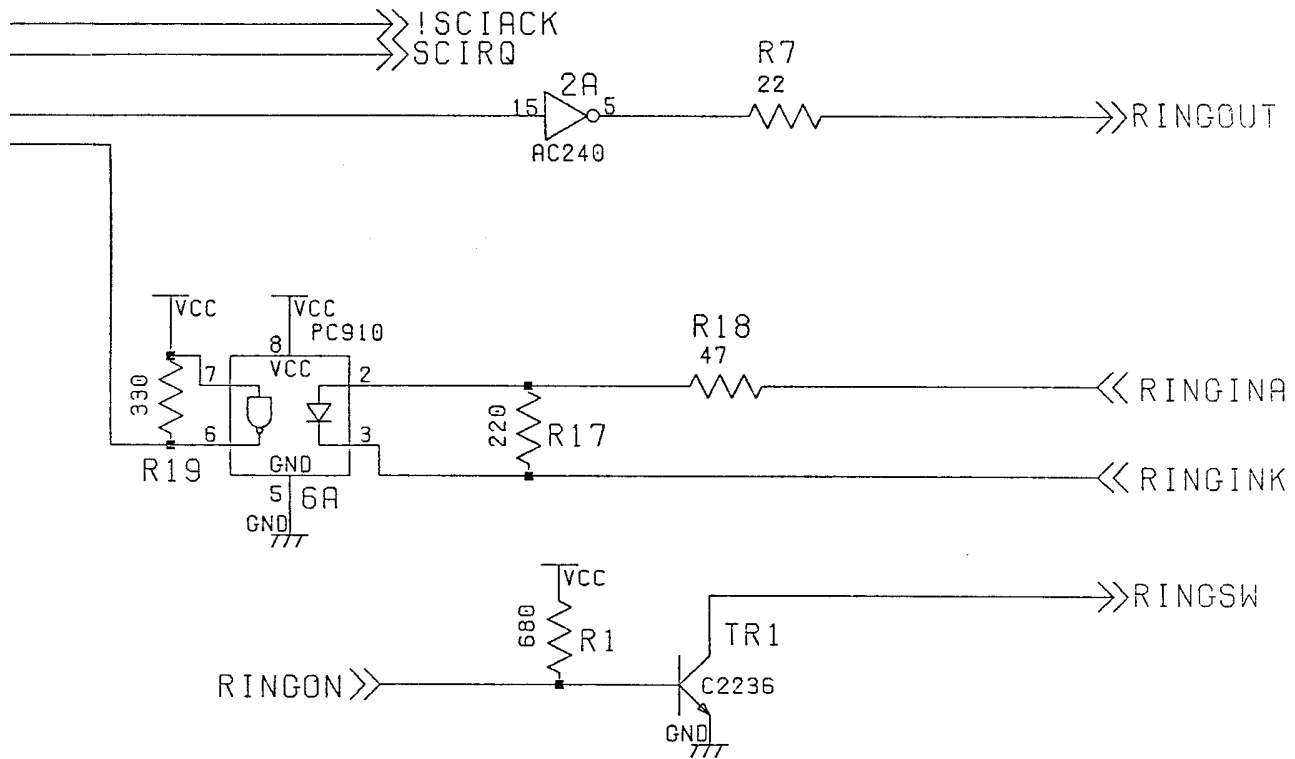 !SCIACK
SCIRQ
R7
22
2A
15
5
AC240
RINGOUT
VCC
VCC
PC910
8
VCC
R18
47
7
2
330
RINGINA
220
R17
6
3
R19
GND
RINGINK
5
6A
GND
VCC
RINGSW
680
R1
TR1
RINGON
C2236
GND